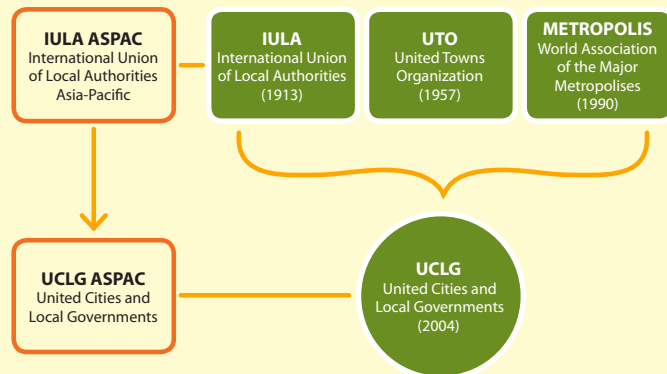 IULA ASPAC
International Union
of Local Authorities
Asia-Pacific
IULA
International Union
of Local Authorities
(1913)
UTO
United Towns
Organization
(1957)
METROPOLIS
World Association
of the Major
Metropolises
(1990)
UCLG ASPAC
United Cities and
Local Governments
UCLG
United Cities and
Local Governments
(2004)